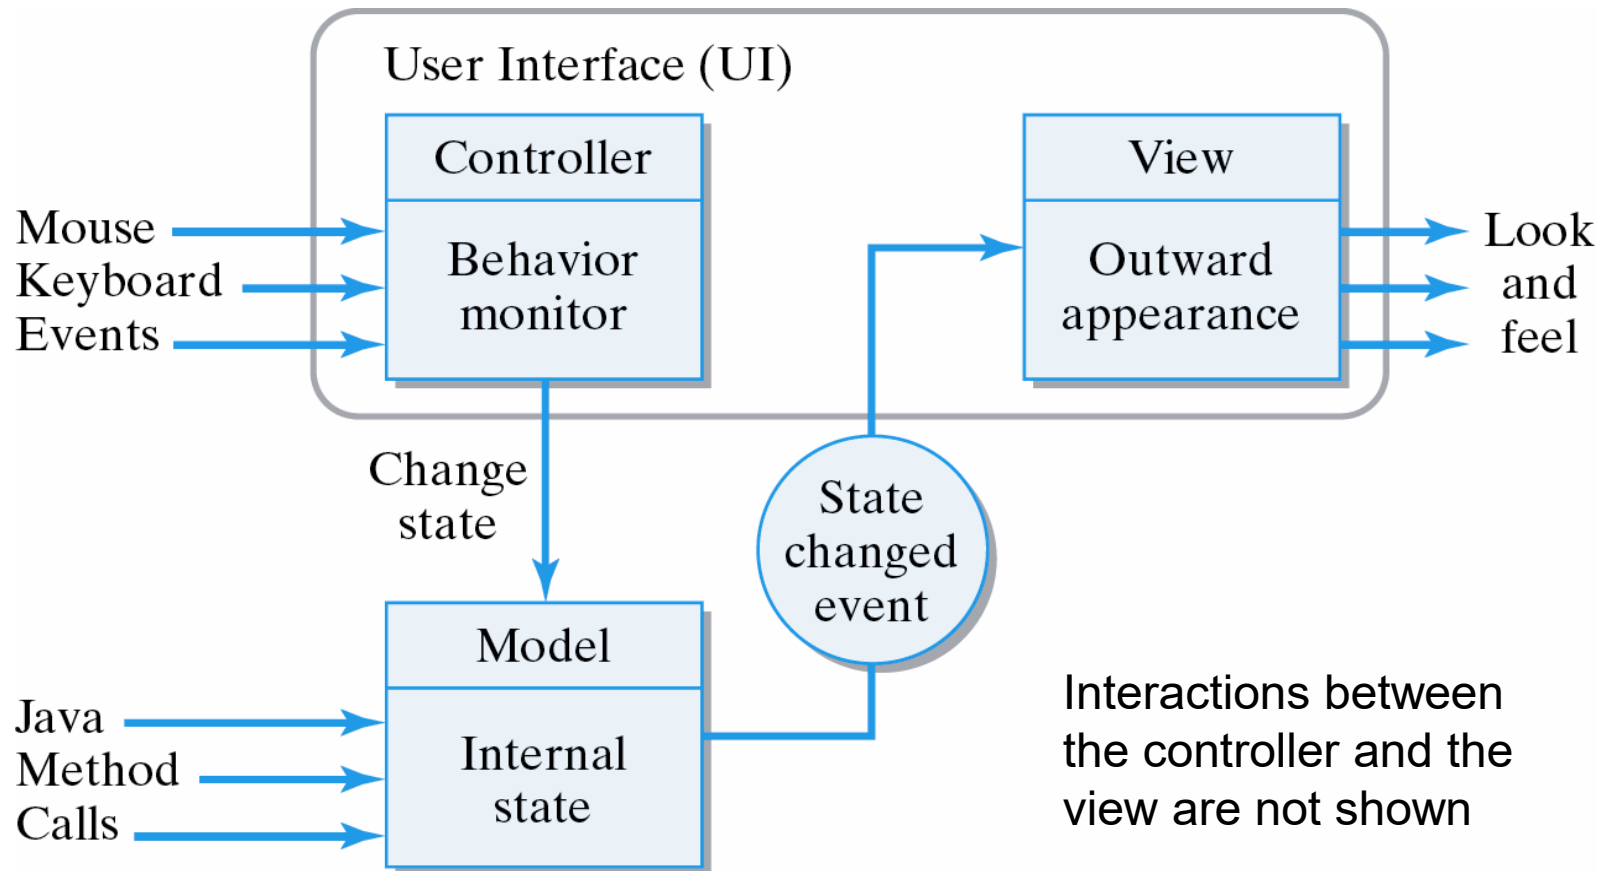 User Interface (UI)
Controller
Behavior
monitor
View
Outward
appearance
Mouse
Keyboard
Events
Look
and
feel
Change
state
State
changed
event
Model
Internal
state
Java
Method
Calls
Interactions between
the controller and the
view are not shown